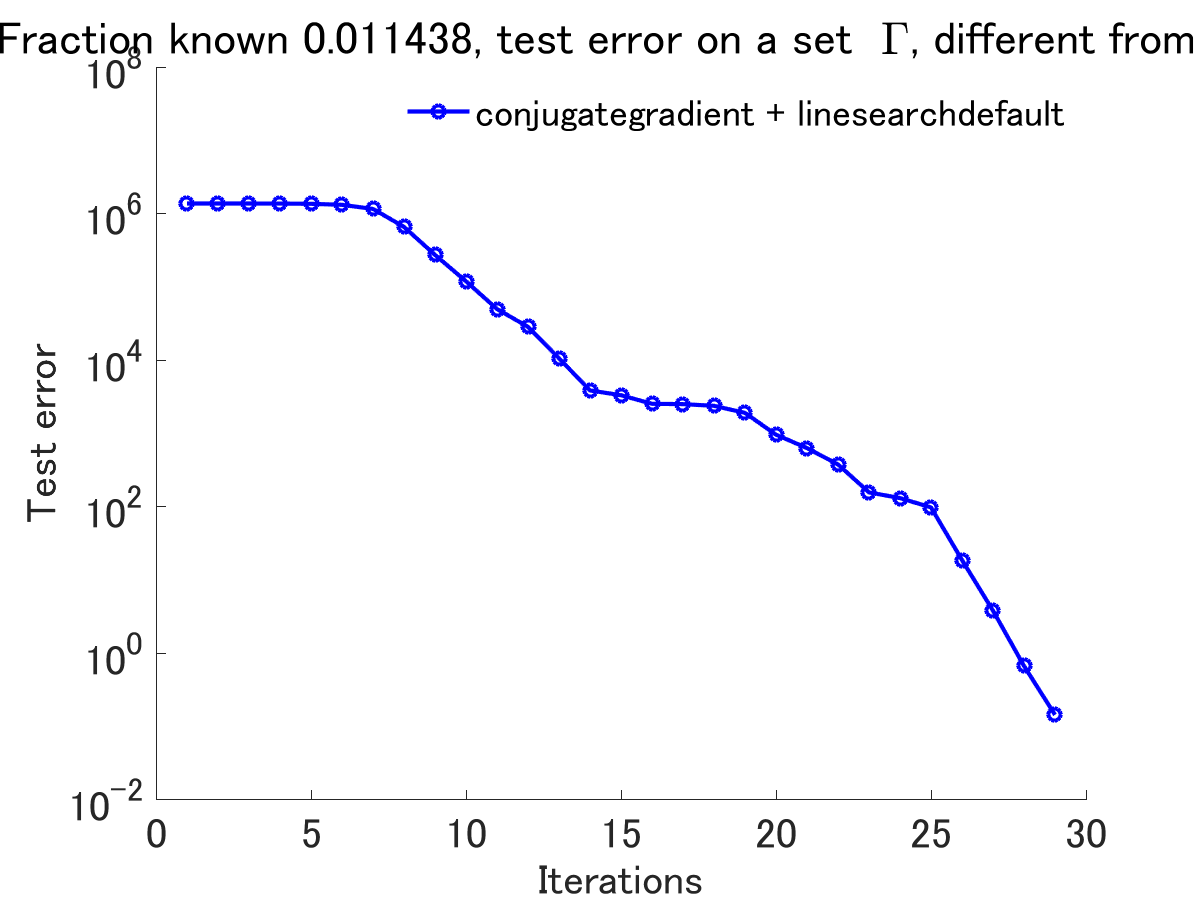 Fraction known 0.011438, test error on a set Γ, different from
10^8
conjugategradient + linesearchdefault
10^6
10^4
10^2
10^0
10^-2
Test error
0 5 10 15 20 25 30
Iterations